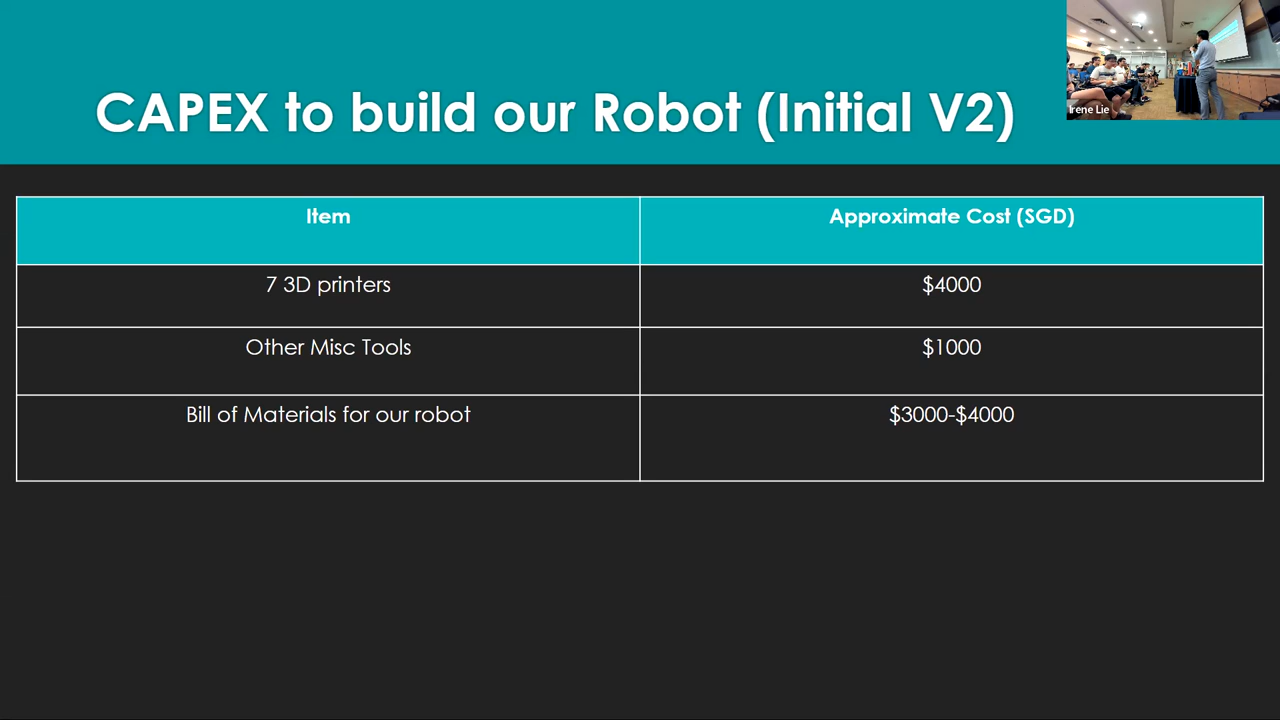 CAPEX to build our Robot (Initial V2)
Irene Lie
Item
Approximate Cost (SGD)
7 3D printers
$4000
Other Misc Tools
$1000
Bill of Materials for our robot
$3000-$4000